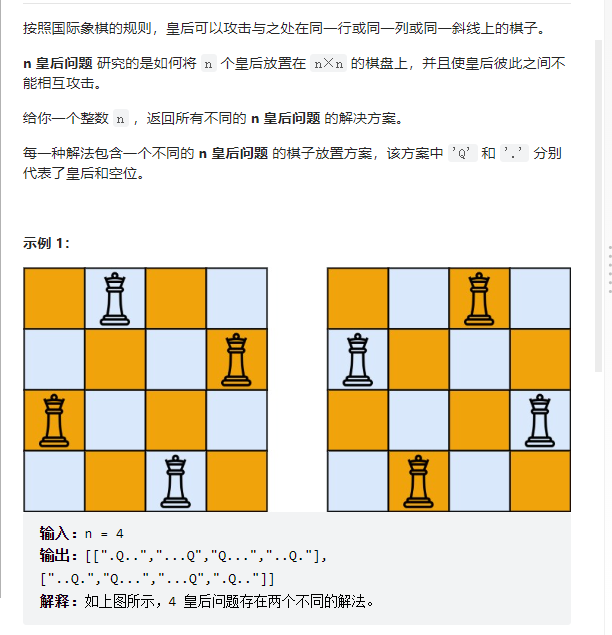 按照国际象棋的规则，皇后可以攻击与之处在同一行或同一列或同一斜线上的棋子。
n 皇后问题 研究的是如何将 n 个皇后放置在 n×n 的棋盘上，并且使皇后彼此之间不
能相互攻击。
给你一个整数 n ，返回所有不同的 n 皇后问题 的解决方案。
每一种解法包含一个不同的 n 皇后问题 的棋子放置方案，该方案中 'Q' 和 '.' 分别
代表了皇后和空位。
示例 1：
输入：n = 4
输出：[[".Q..","...Q","Q...","..Q."],
["..Q.","Q...","...Q",".Q.."]]
解释：如上图所示，4 皇后问题存在两个不同的解法。